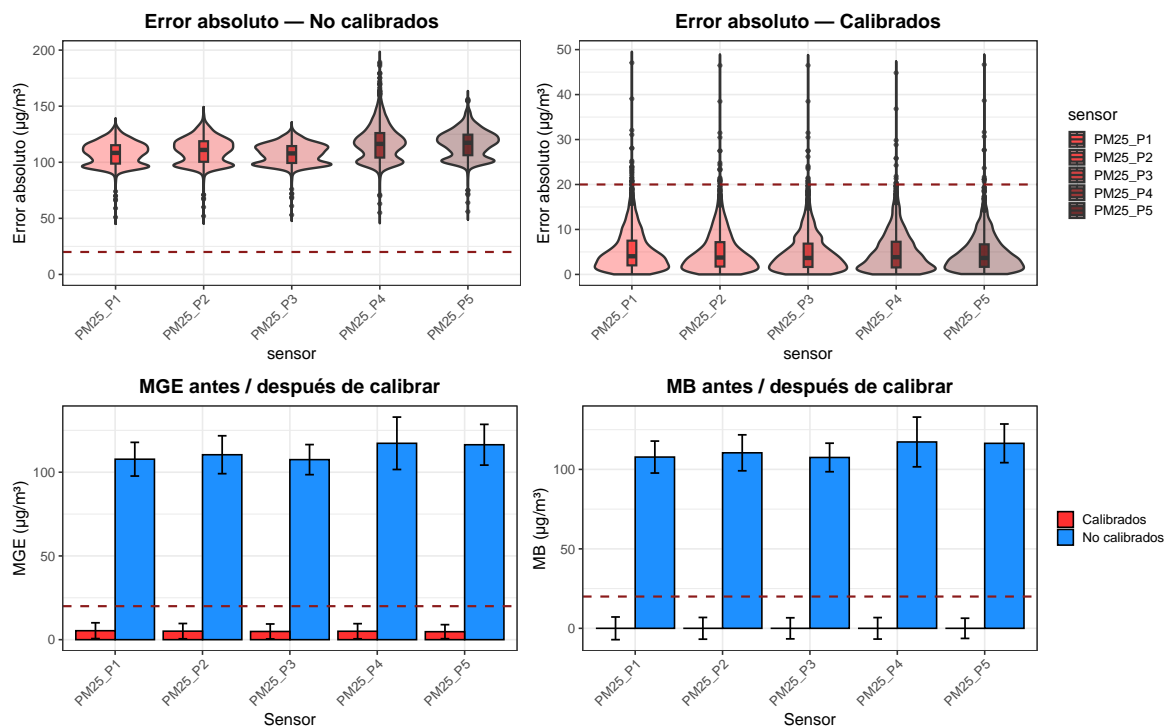 Error absoluto — No calibrados
Error absoluto (µg/m³)
200
150
100
50
0
PM25_P1
PM25_P2
PM25_P3
PM25_P4
PM25_P5
sensor
Error absoluto — Calibrados
Error absoluto (µg/m³)
50
40
30
20
10
0
PM25_P1
PM25_P2
PM25_P3
PM25_P4
PM25_P5
sensor
sensor
PM25_P1
PM25_P2
PM25_P3
PM25_P4
PM25_P5
MGE antes / después de calibrar
MGE (µg/m³)
100
50
0
PM25_P1
PM25_P2
PM25_P3
PM25_P4
PM25_P5
Sensor
MB antes / después de calibrar
MB (µg/m³)
100
50
0
PM25_P1
PM25_P2
PM25_P3
PM25_P4
PM25_P5
Sensor
Calibrados
No calibrados